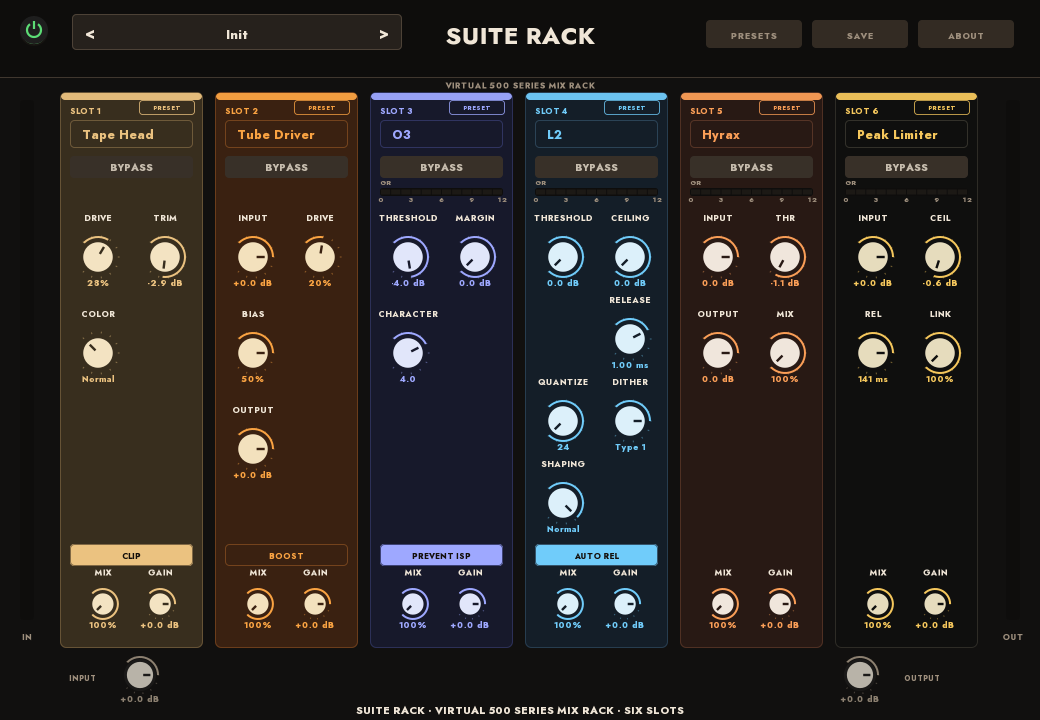 < Init >
SUITE RACK
PRESETS SAVE ABOUT
VIRTUAL 500 SERIES MIX RACK
SLOT 1 PRESET
Tape Head
BYPASS
DRIVE TRIM
28% -2.9 dB
COLOR
Normal
CLIP
MIX GAIN
100% +0.0 dB
SLOT 2 PRESET
Tube Driver
BYPASS
INPUT DRIVE
+0.0 dB 20%
BIAS
50%
OUTPUT
+0.0 dB
BOOST
MIX GAIN
100% +0.0 dB
SLOT 3 PRESET
O3
BYPASS
GR
0 3 6 9 12
THRESHOLD MARGIN
-4.0 dB 0.0 dB
CHARACTER
4.0
PREVENT ISP
MIX GAIN
100% +0.0 dB
SLOT 4 PRESET
L2
BYPASS
GR
0 3 6 9 12
THRESHOLD CEILING
0.0 dB 0.0 dB
RELEASE
1.00 ms
QUANTIZE DITHER
24 Type 1
SHAPING
Normal
AUTO REL
MIX GAIN
100% +0.0 dB
SLOT 5 PRESET
Hyrax
BYPASS
GR
0 3 6 9 12
INPUT THR
0.0 dB -1.1 dB
OUTPUT MIX
0.0 dB 100%
MIX GAIN
100% +0.0 dB
SLOT 6 PRESET
Peak Limiter
BYPASS
GR
0 3 6 9 12
INPUT CEIL
+0.0 dB -0.6 dB
REL LINK
141 ms 100%
MIX GAIN
100% +0.0 dB
IN OUT
INPUT
+0.0 dB
OUTPUT
+0.0 dB
SUITE RACK · VIRTUAL 500 SERIES MIX RACK · SIX SLOTS